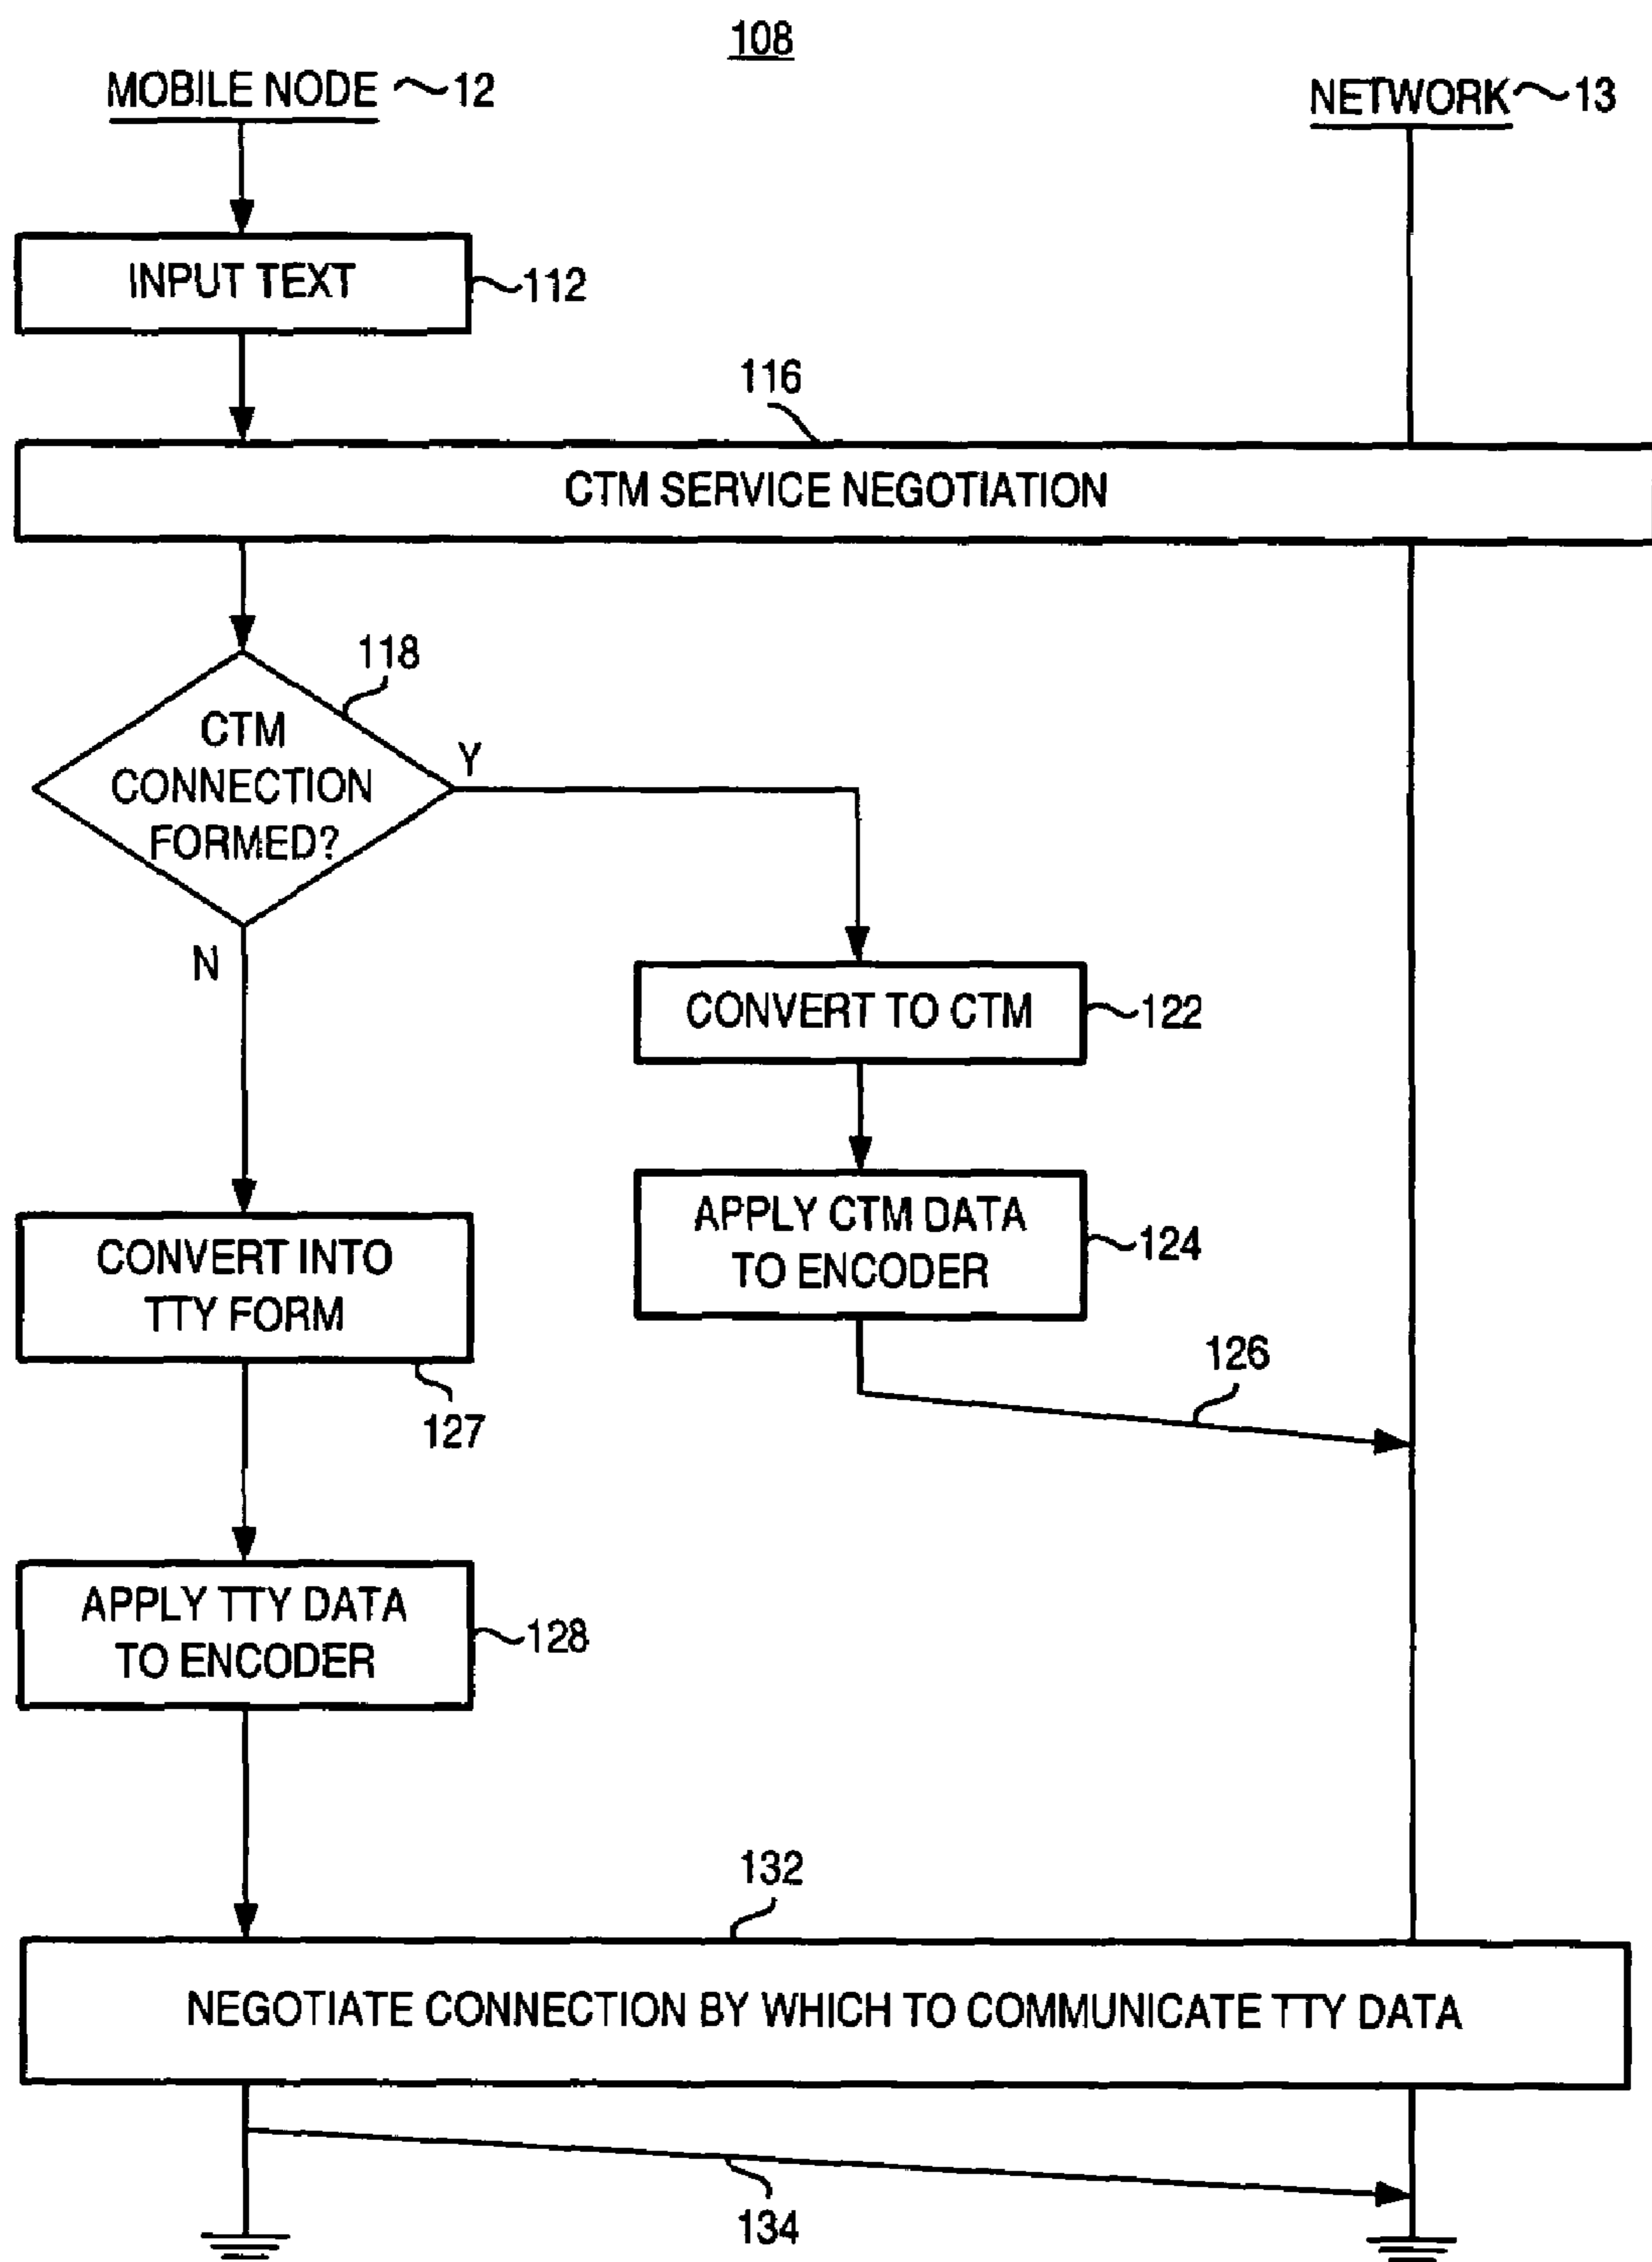 108
MOBILE NODE 12
NETWORK 13
INPUT TEXT
112
116
CTM SERVICE NEGOTIATION
118
CTM
CONNECTION
FORMED?
Y
N
CONVERT TO CTM
122
APPLY CTM DATA
TO ENCODER
124
CONVERT INTO
TTY FORM
127
126
APPLY TTY DATA
TO ENCODER
128
132
NEGOTIATE CONNECTION BY WHICH TO COMMUNICATE TTY DATA
134